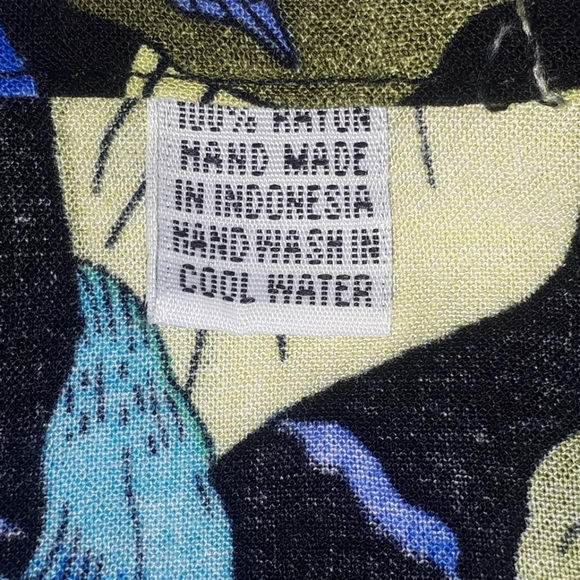 100% RAYON
HAND MADE
IN INDONESIA
HAND WASH IN
COOL WATER